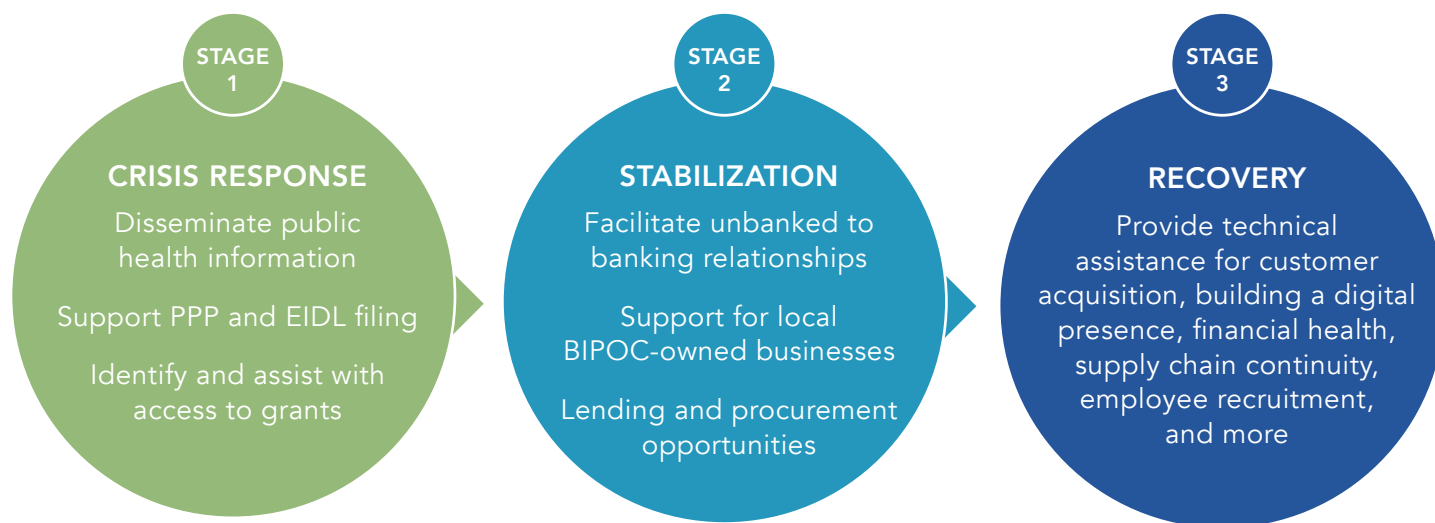 STAGE
1
CRISIS RESPONSE
Disseminate public
health information
Support PPP and EIDL filing
Identify and assist with
access to grants
STAGE
2
STABILIZATION
Facilitate unbanked to
banking relationships
Support for local
BIPOC-owned businesses
Lending and procurement
opportunities
STAGE
3
RECOVERY
Provide technical
assistance for customer
acquisition, building a digital
presence, financial health,
supply chain continuity,
employee recruitment,
and more